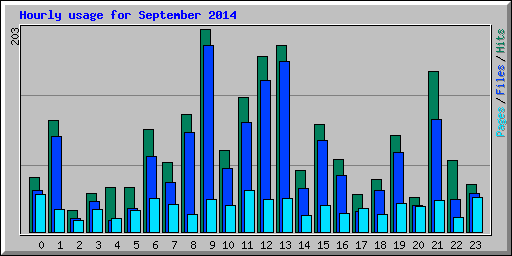 Hourly usage for September 2014
203
Pages/Files/Hits
0 1 2 3 4 5 6 7 8 9 10 11 12 13 14 15 16 17 18 19 20 21 22 23